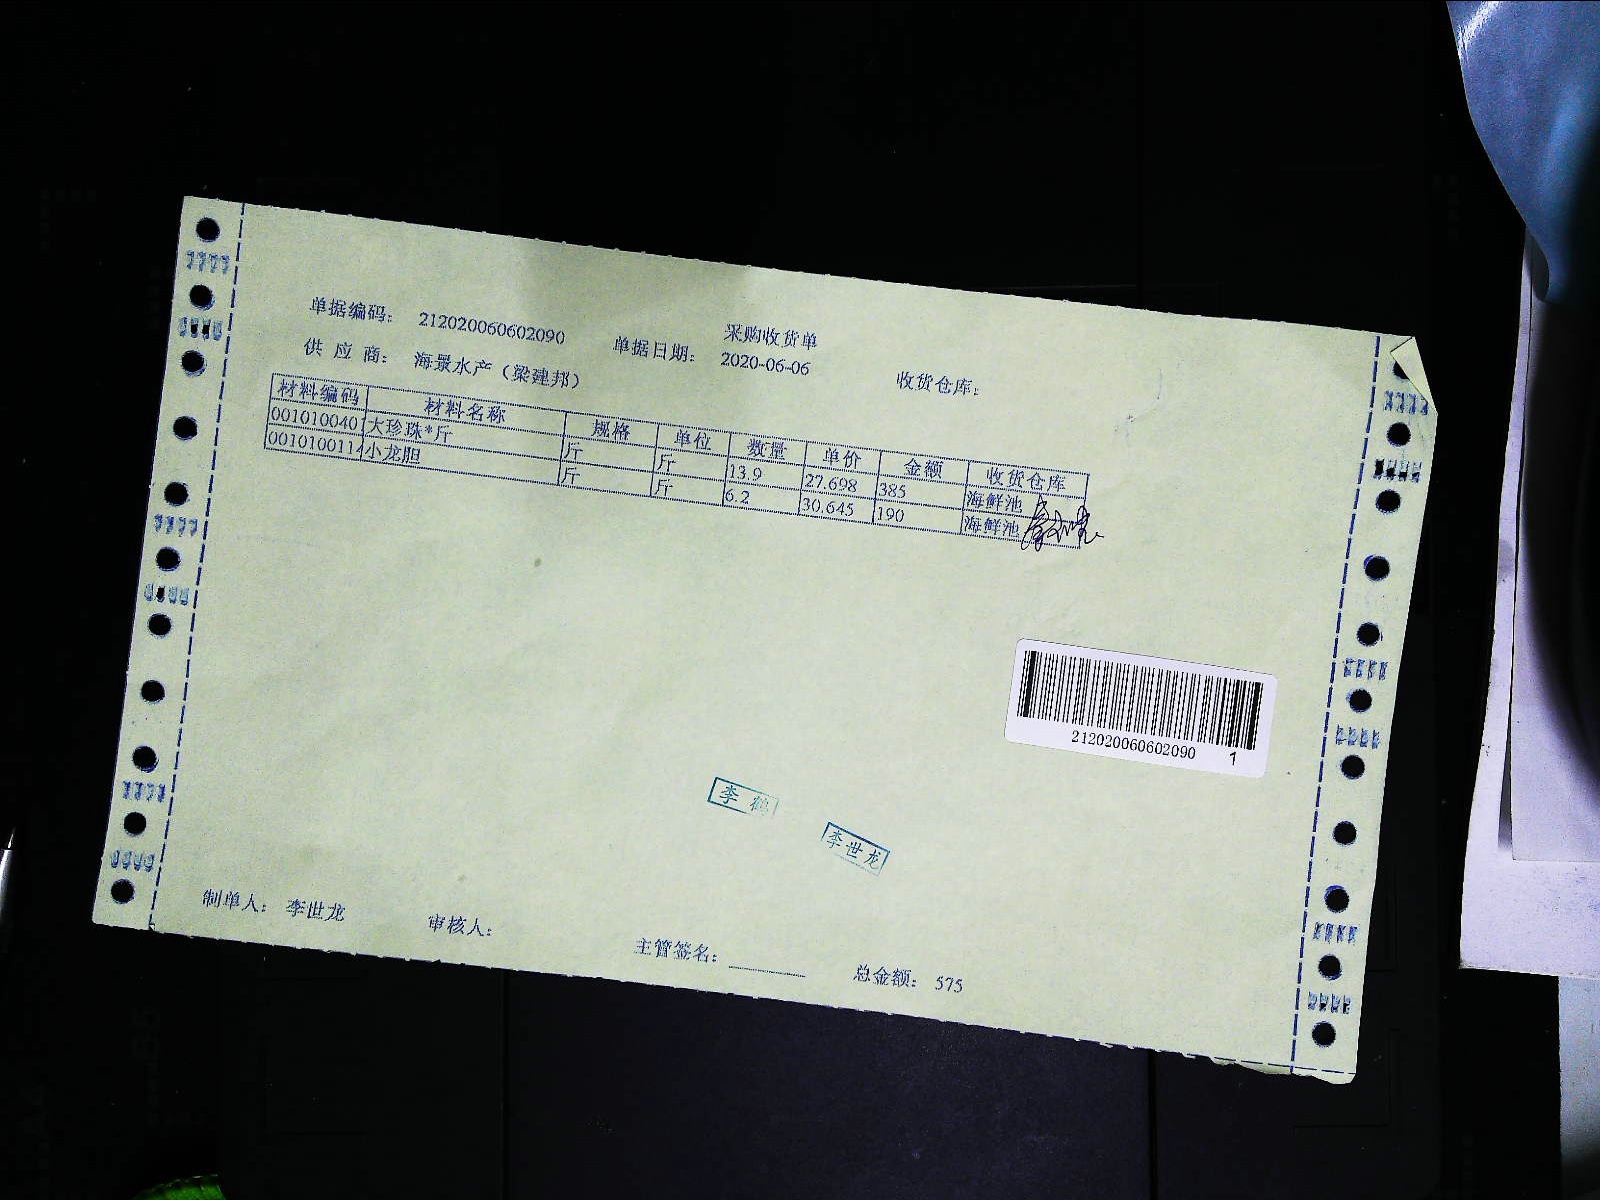 采购收货单
单据编码： 212020060602090 单据日期： 2020-06-06 收货仓库：
供 应 商： 海景水产（梁建邦）
材料编码 材料名称 规格 单位 数量 单价 金额 收货仓库
0010100401 大珍珠*斤 斤 斤 13.9 27.698 385 海鲜池
0010100114 小龙胆 斤 斤 6.2 30.645 190 海鲜池
212020060602090 1
李 鹤
李世龙
制单人： 李世龙 审核人： 主管签名： 总金额： 575